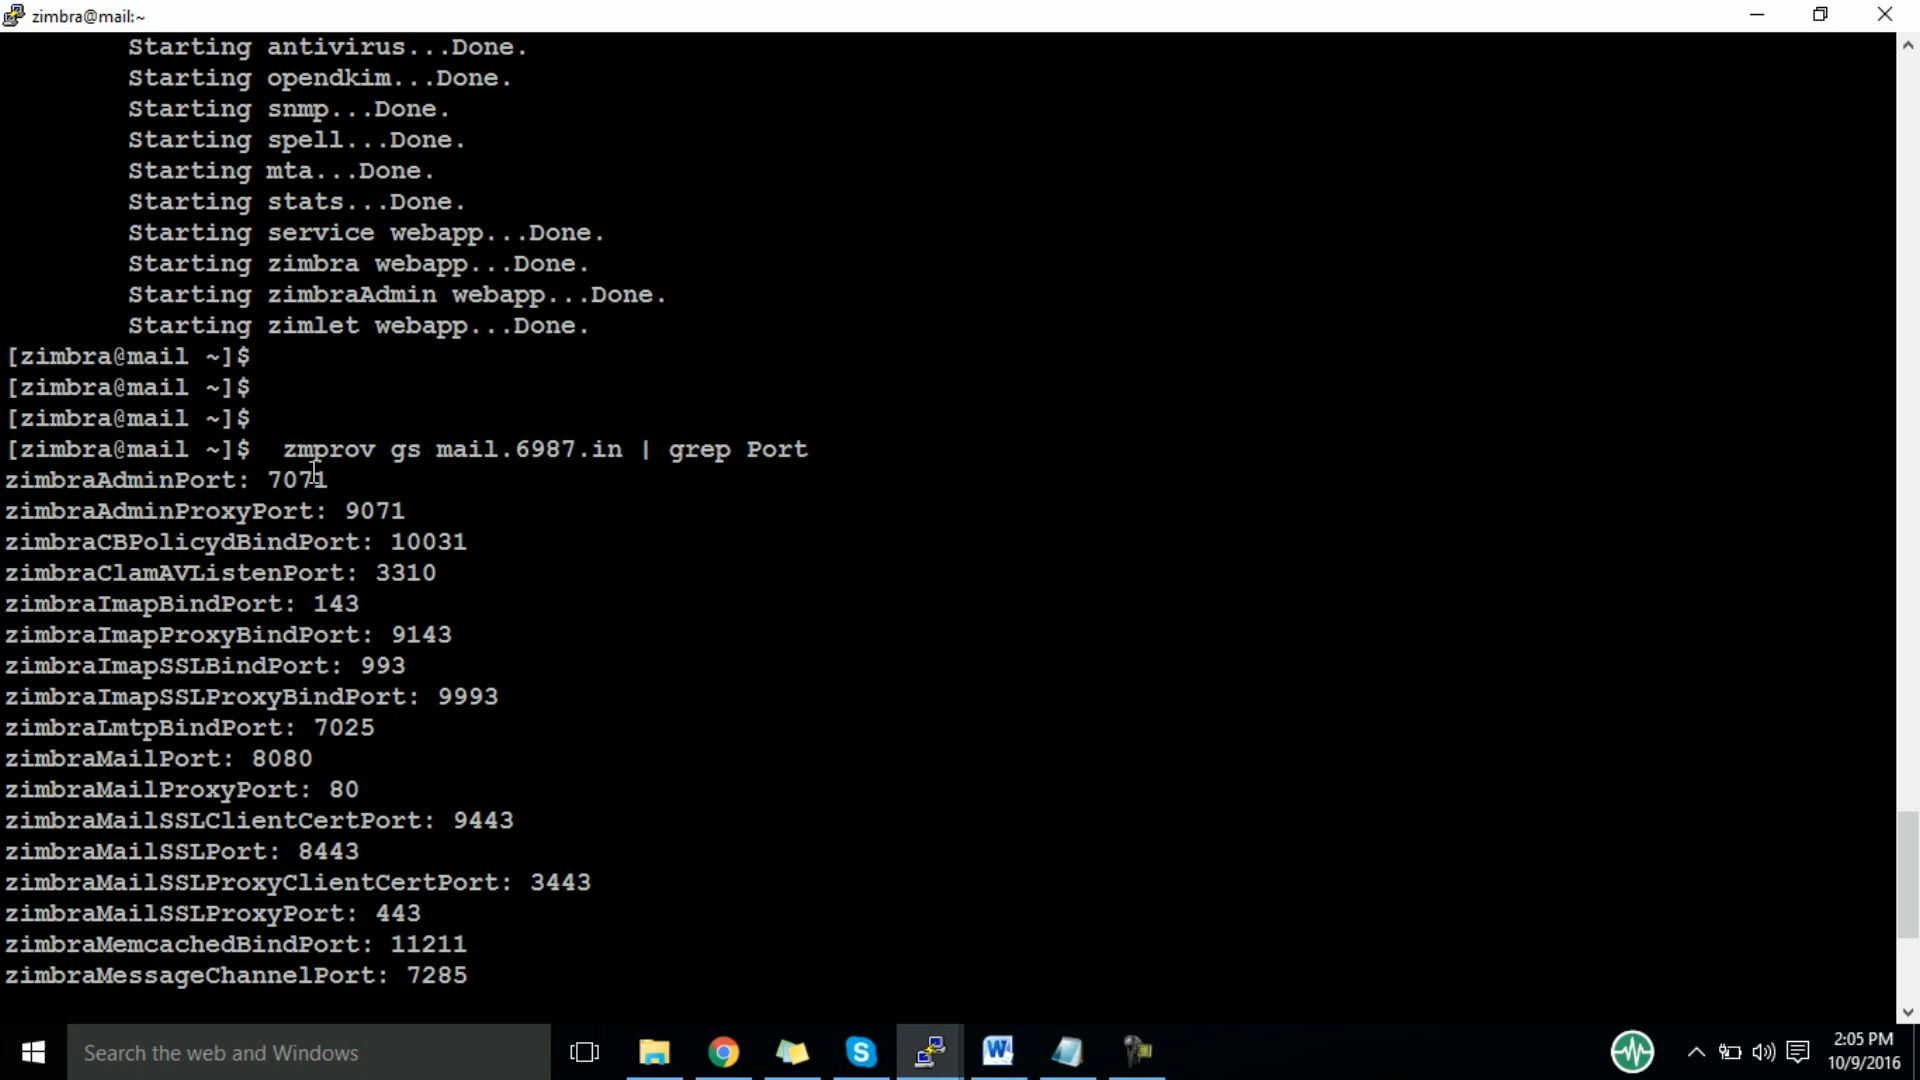 zimbra@mail:~
Starting antivirus...Done.
Starting opendkim...Done.
Starting snmp...Done.
Starting spell...Done.
Starting mta...Done.
Starting stats...Done.
Starting service webapp...Done.
Starting zimbra webapp...Done.
Starting zimbraAdmin webapp...Done.
Starting zimlet webapp...Done.
[zimbra@mail ~]$
[zimbra@mail ~]$
[zimbra@mail ~]$
[zimbra@mail ~]$  zmprov gs mail.6987.in | grep Port
zimbraAdminPort: 7071
zimbraAdminProxyPort: 9071
zimbraCBPolicydBindPort: 10031
zimbraClamAVListenPort: 3310
zimbraImapBindPort: 143
zimbraImapProxyBindPort: 9143
zimbraImapSSLBindPort: 993
zimbraImapSSLProxyBindPort: 9993
zimbraLmtpBindPort: 7025
zimbraMailPort: 8080
zimbraMailProxyPort: 80
zimbraMailSSLClientCertPort: 9443
zimbraMailSSLPort: 8443
zimbraMailSSLProxyClientCertPort: 3443
zimbraMailSSLProxyPort: 443
zimbraMemcachedBindPort: 11211
zimbraMessageChannelPort: 7285
Search the web and Windows
2:05 PM
10/9/2016